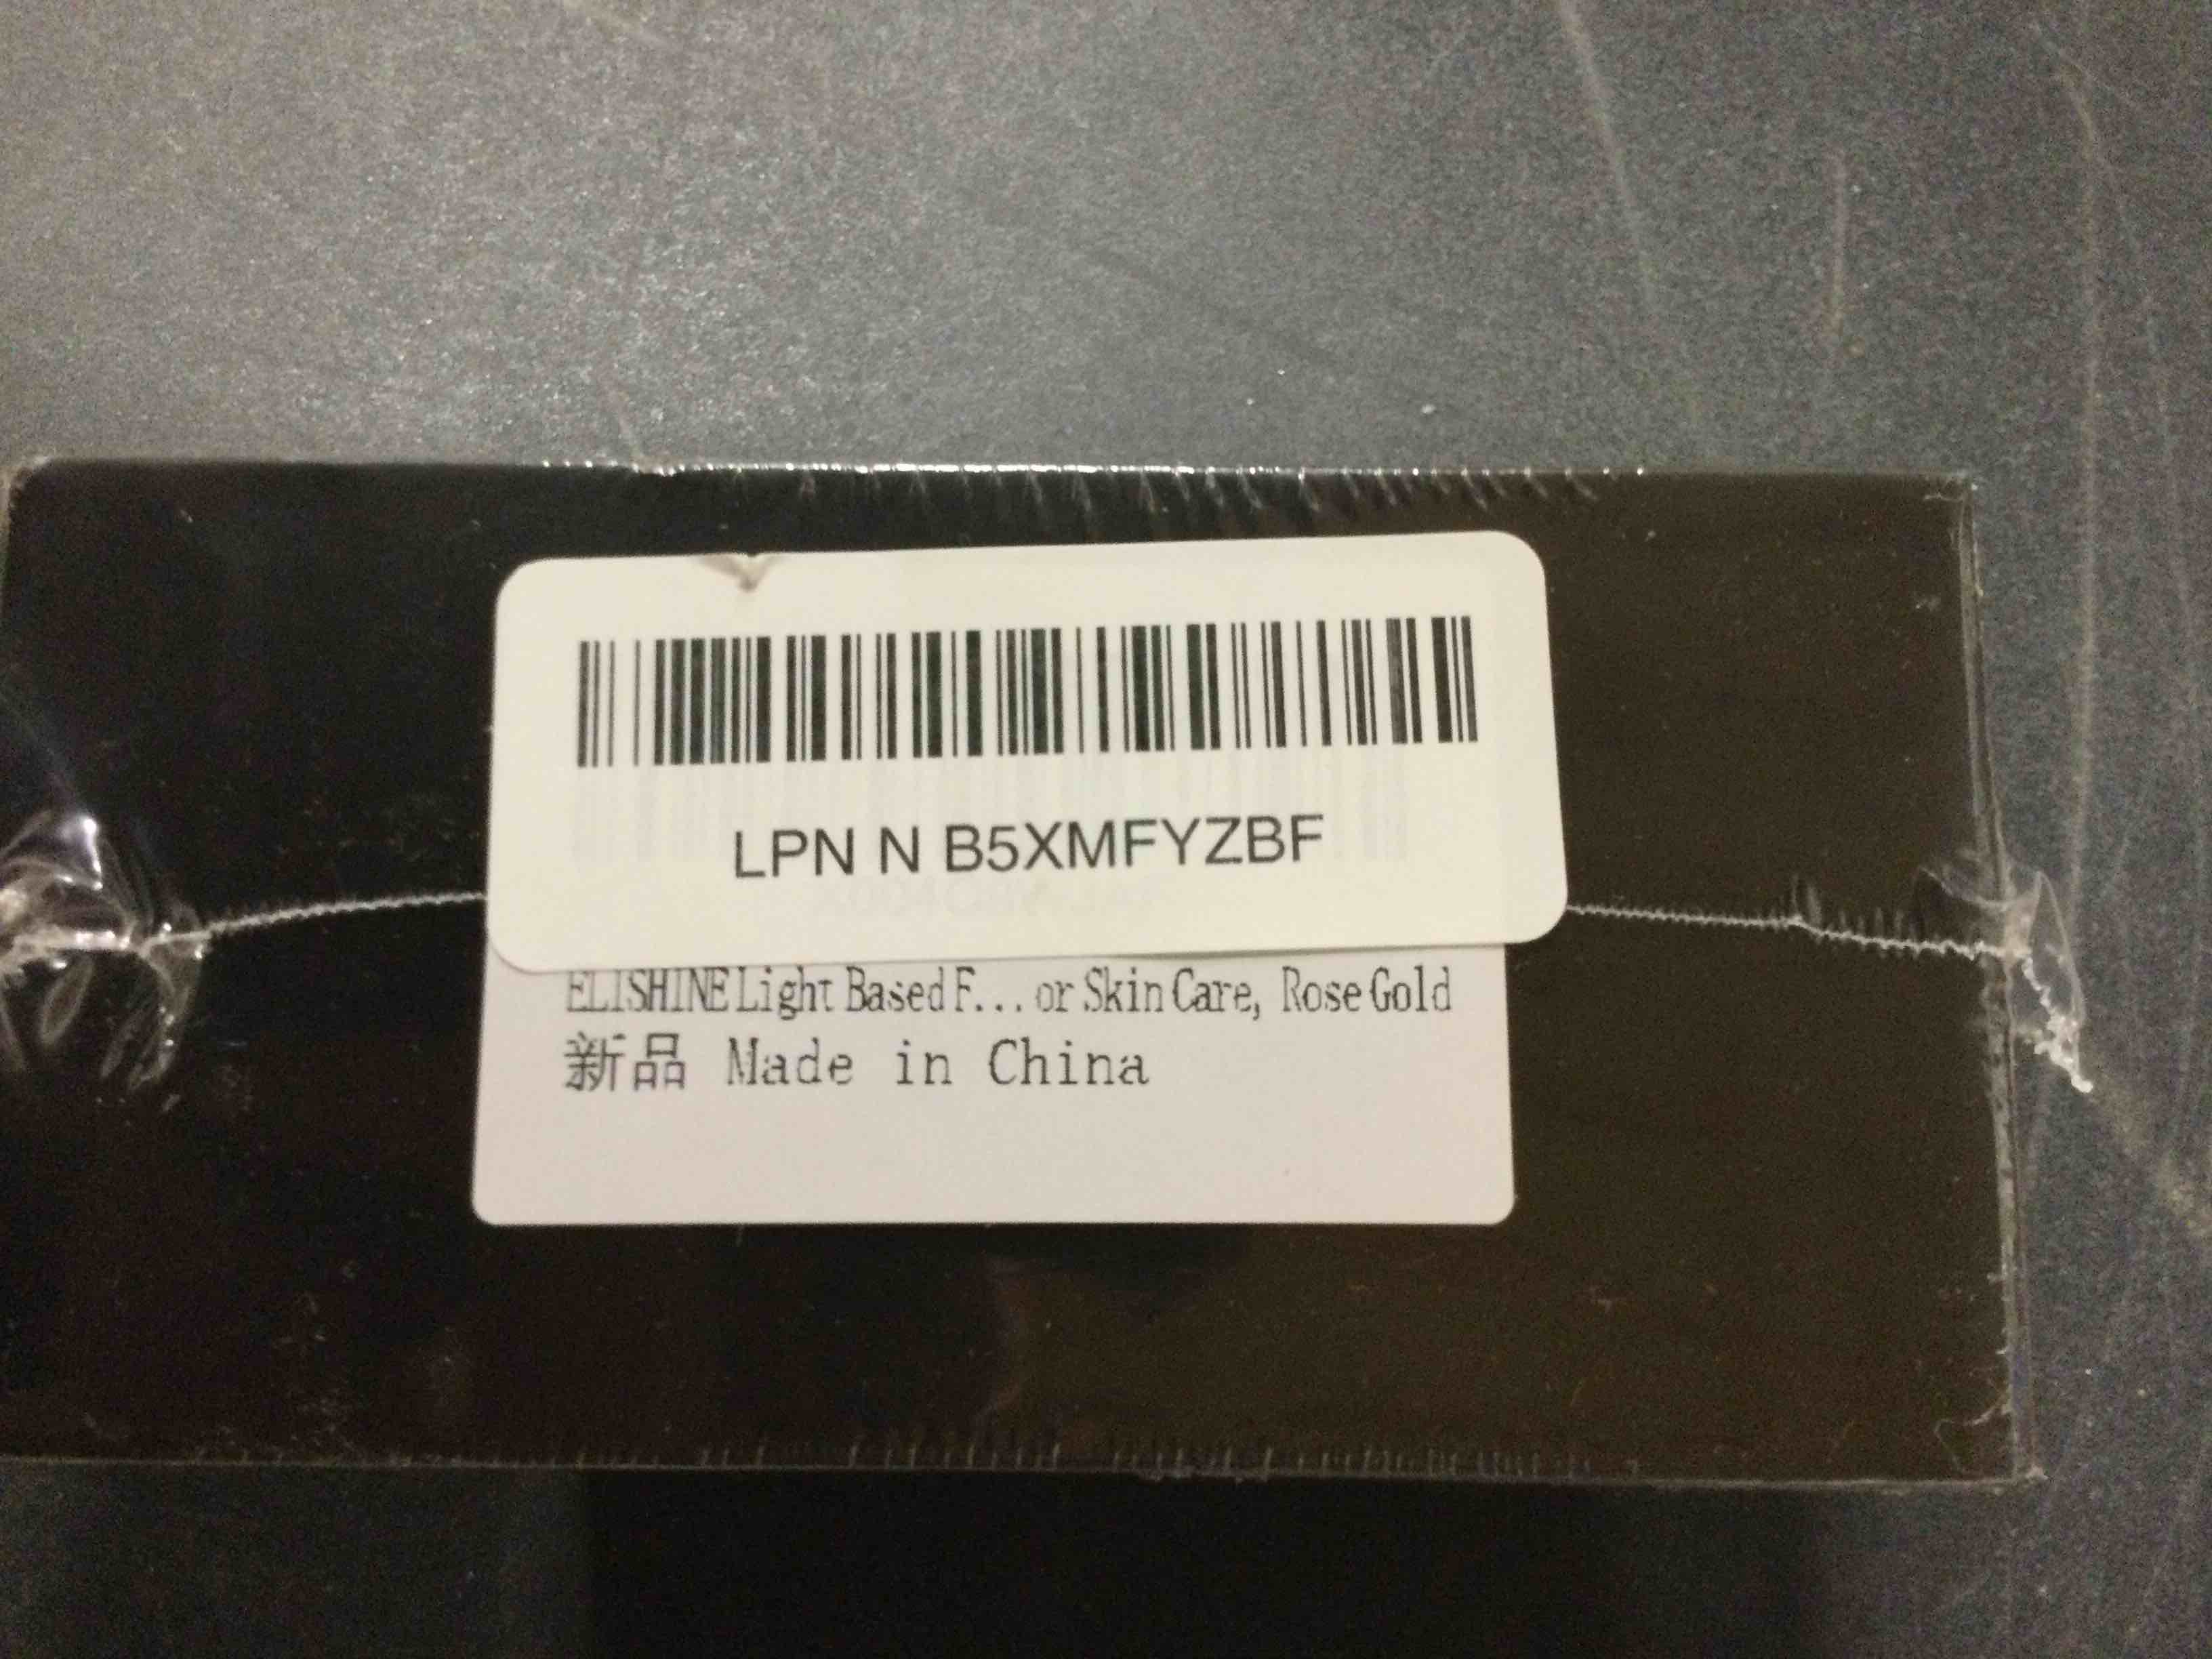 LPN N B5XMFYZBF
ELISHINE Light Based F... or Skin Care, Rose Gold
新品 Made in China